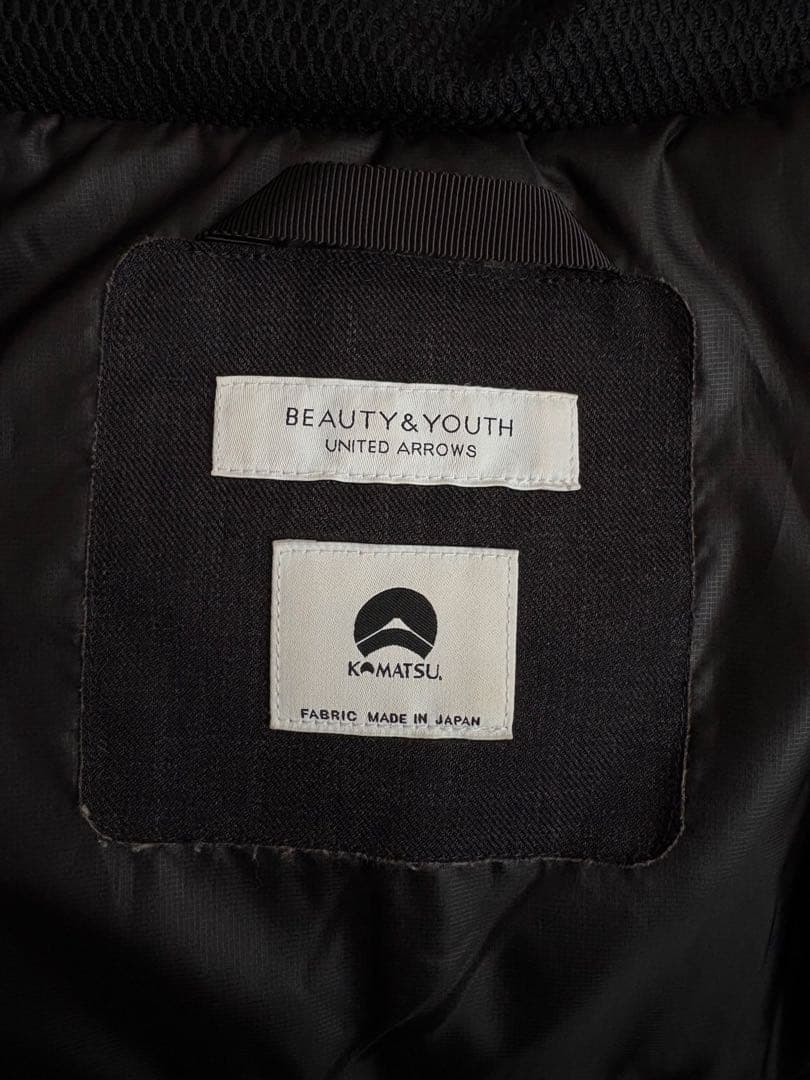 BEAUTY&YOUTH
UNITED ARROWS
KOMATSU.
FABRIC MADE IN JAPAN